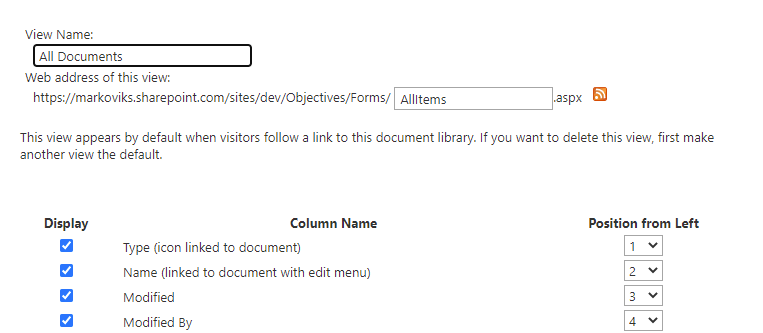 View Name:
All Documents
Web address of this view:
https://markoviks.sharepoint.com/sites/dev/Objectives/Forms/ AllItems .aspx
This view appears by default when visitors follow a link to this document library. If you want to delete this view, first make
another view the default.
Display Column Name Position from Left
Type (icon linked to document) 1
Name (linked to document with edit menu) 2
Modified 3
Modified By 4